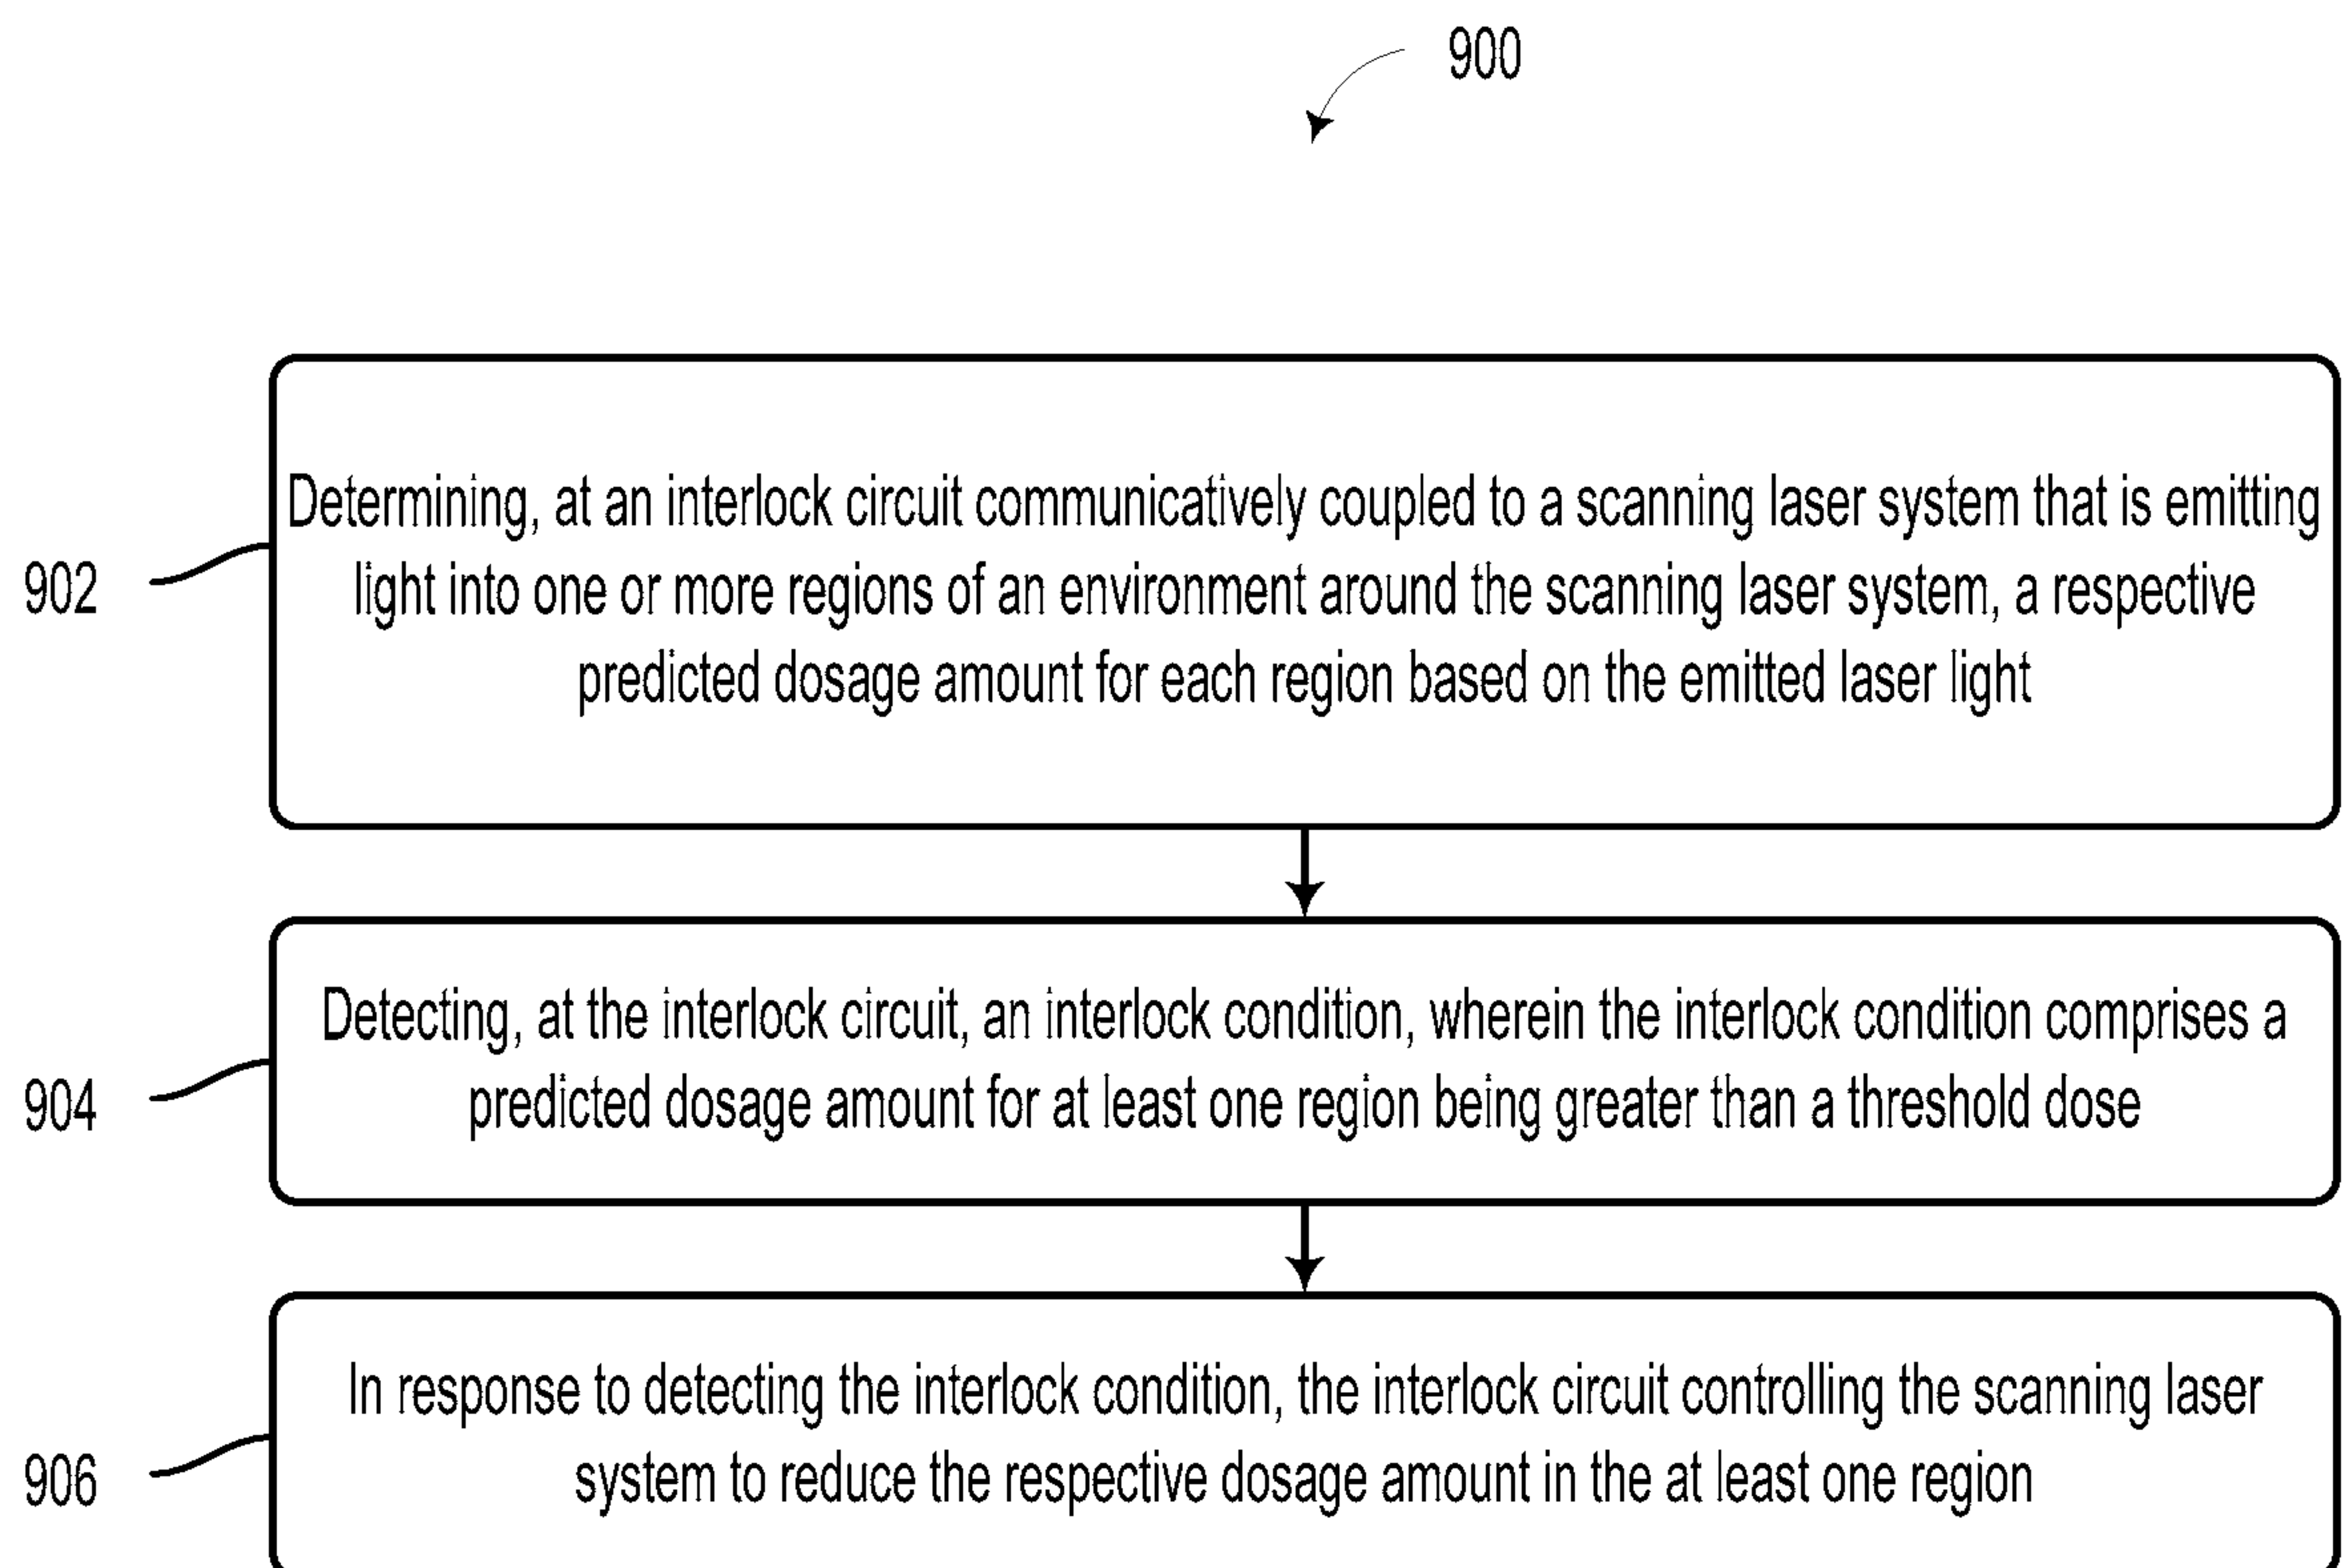 900
902
Determining, at an interlock circuit communicatively coupled to a scanning laser system that is emitting
light into one or more regions of an environment around the scanning laser system, a respective
predicted dosage amount for each region based on the emitted laser light
904
Detecting, at the interlock circuit, an interlock condition, wherein the interlock condition comprises a
predicted dosage amount for at least one region being greater than a threshold dose
906
In response to detecting the interlock condition, the interlock circuit controlling the scanning laser
system to reduce the respective dosage amount in the at least one region